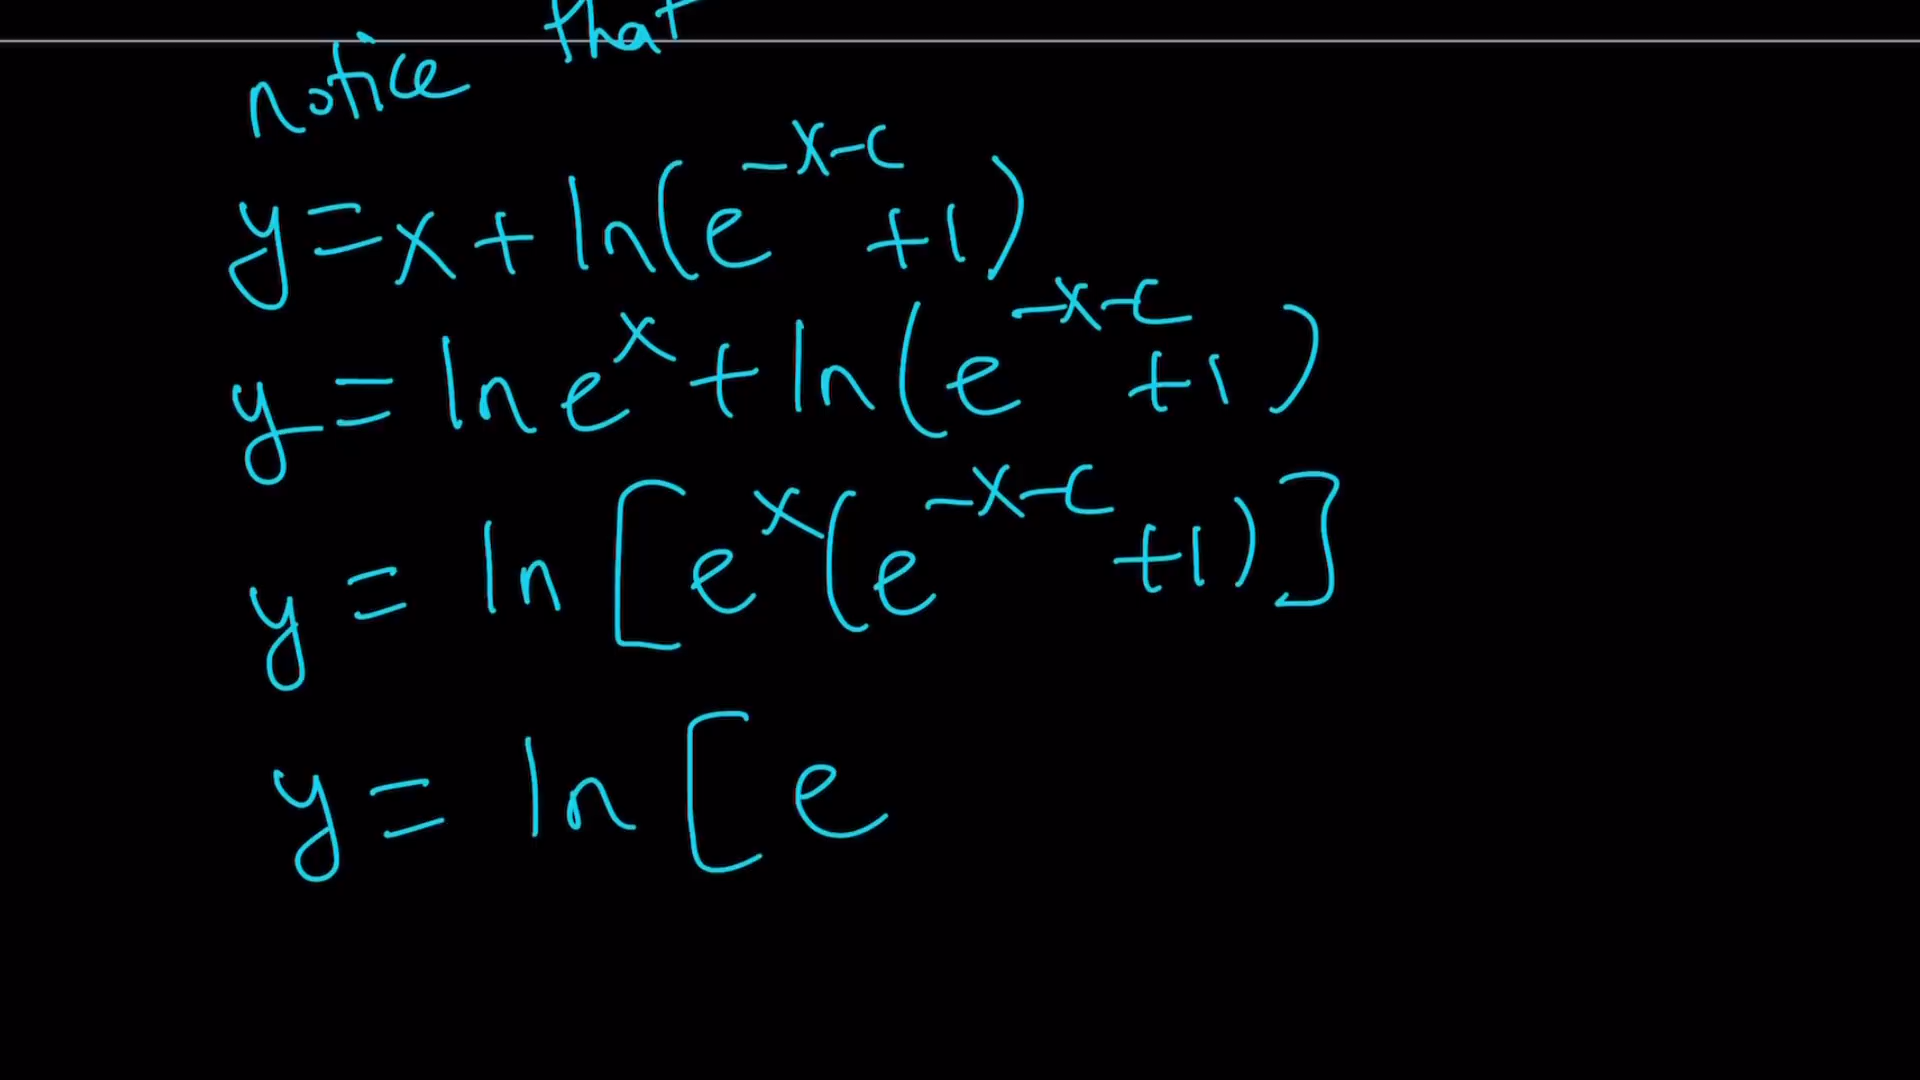 notice that
y = x + ln(e^{-x-c} + 1)
y = ln e^x + ln(e^{-x-c} + 1)
y = ln [e^x (e^{-x-c} + 1)]
y = ln [ e